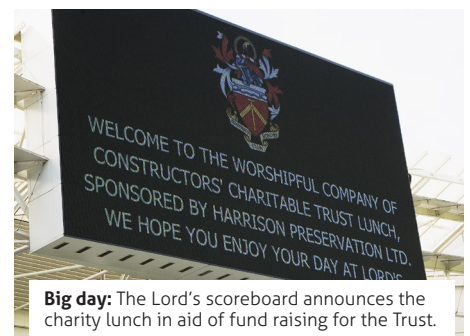 WELCOME TO THE WORSHIPFUL COMPANY OF
CONSTRUCTORS' CHARITABLE TRUST LUNCH,
SPONSORED BY HARRISON PRESERVATION LTD.
WE HOPE YOU ENJOY YOUR DAY AT LORD'S
Big day: The Lord's scoreboard announces the
charity lunch in aid of fund raising for the Trust.